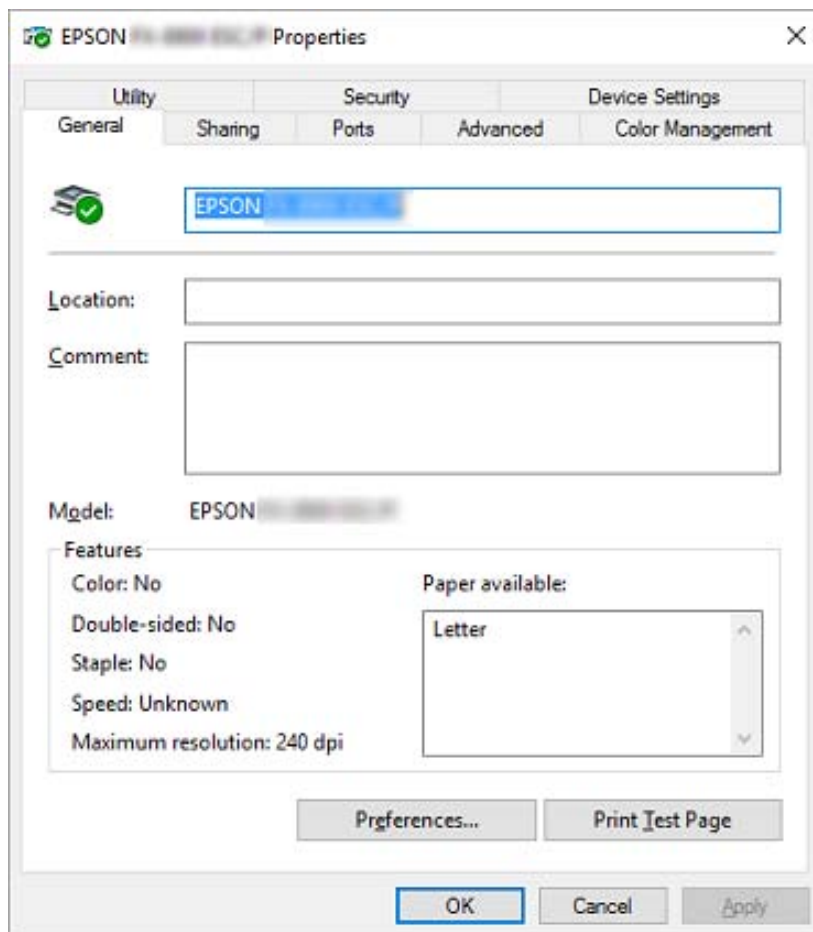 EPSON Properties
Utility Security Device Settings
General Sharing Ports Advanced Color Management
EPSON
Location:
Comment:
Model: EPSON
Features
Color: No
Paper available:
Double-sided: No
Letter
Staple: No
Speed: Unknown
Maximum resolution: 240 dpi
Preferences... Print Test Page
OK Cancel Apply